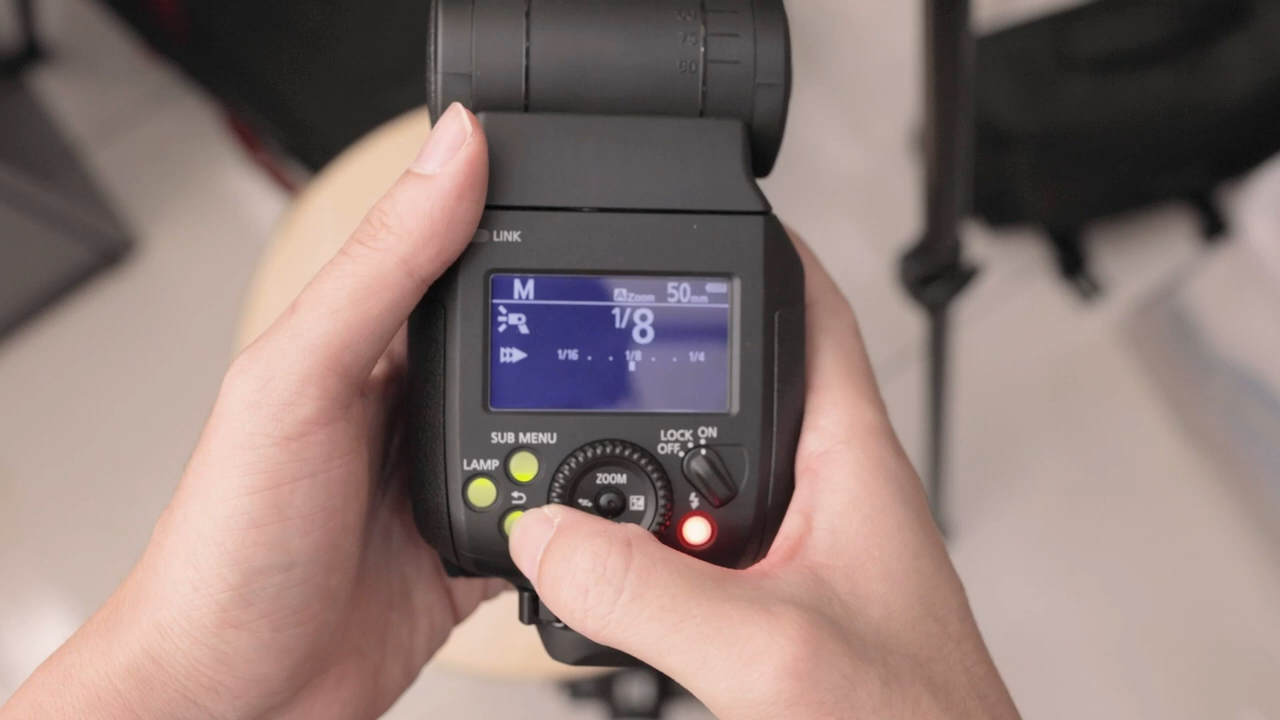 75
90
LINK
M
A Zoom 50mm
1/8
1/16 . . 1/8 . . 1/4
SUB MENU
LOCK ON
OFF
LAMP
ZOOM